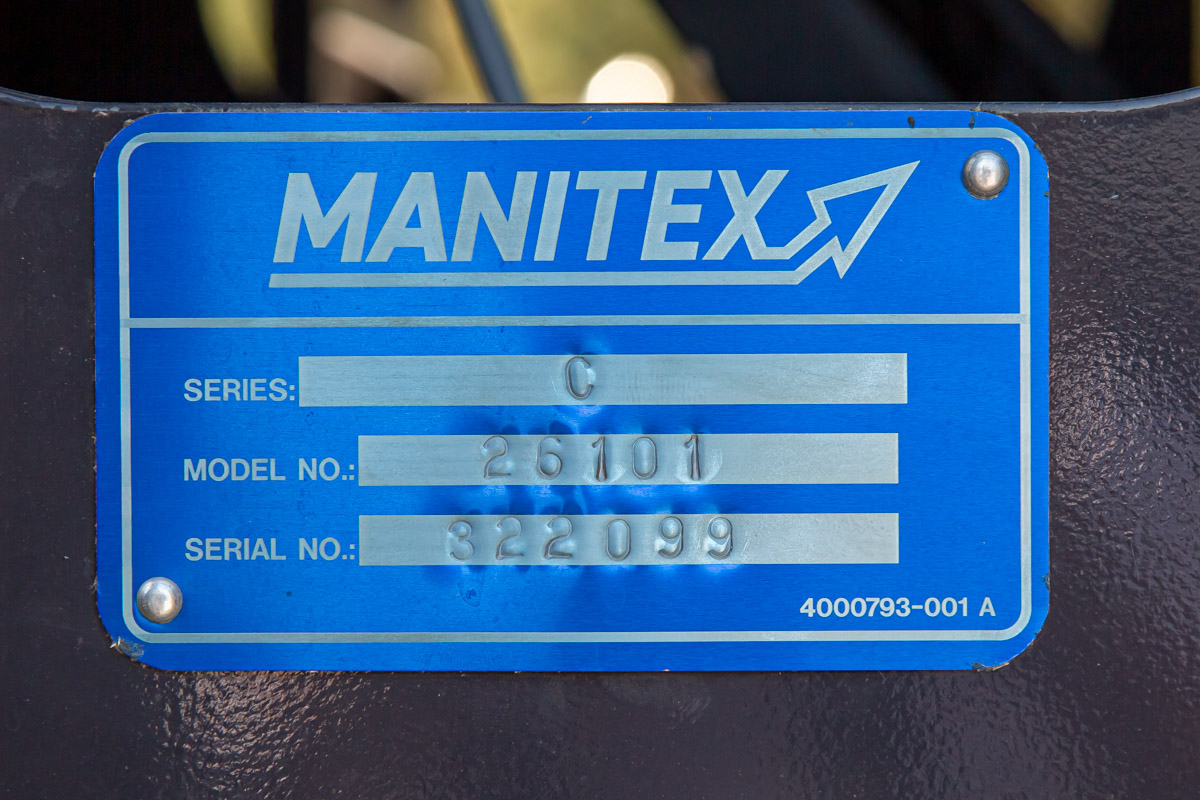 MANITEX
SERIES: C
MODEL NO.: 26101
SERIAL NO.: 322099
4000793-001 A